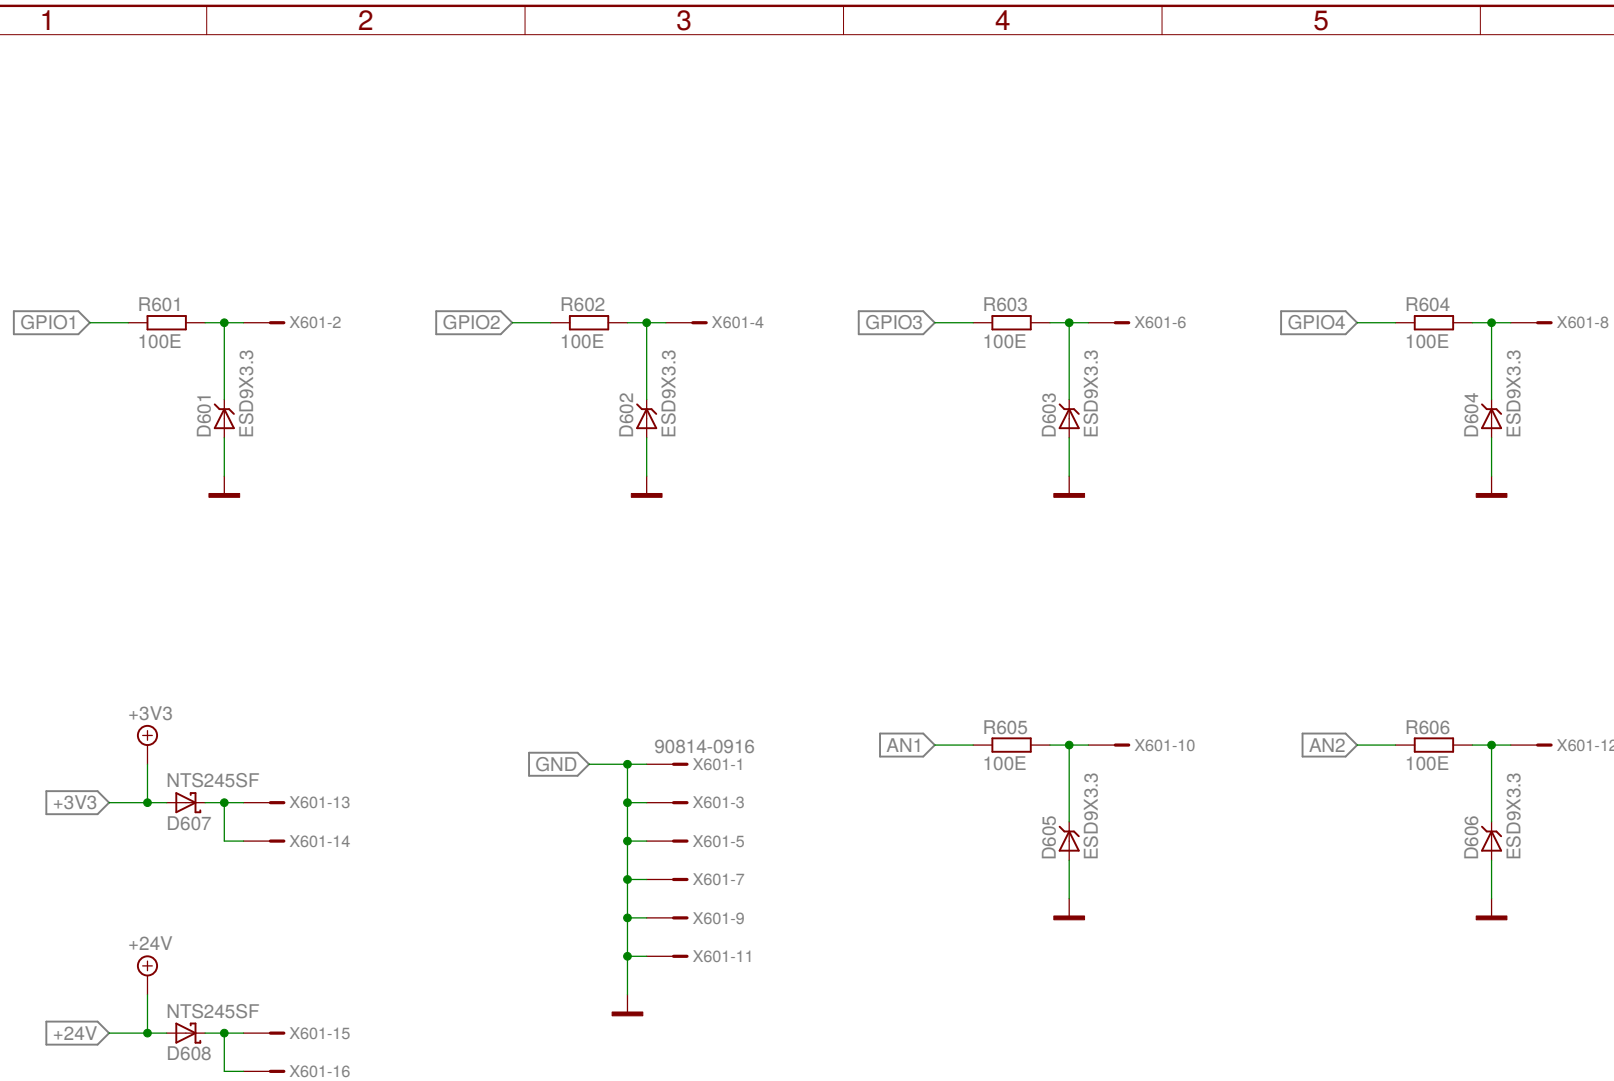 1 2 3 4 5
R601 R602 R603 R604
GPIO1 X601-2 GPIO2 X601-4 GPIO3 X601-6 GPIO4 X601-8
100E 100E 100E 100E
D601 ESD9X3.3 D602 ESD9X3.3 D603 ESD9X3.3 D604 ESD9X3.3
+3V3
NTS245SF
+3V3 X601-13
D607
X601-14
+24V
NTS245SF
+24V X601-15
D608
X601-16
90814-0916
GND X601-1
X601-3
X601-5
X601-7
X601-9
X601-11
R605 R606
AN1 X601-10 AN2 X601-12
100E 100E
D605 ESD9X3.3 D606 ESD9X3.3